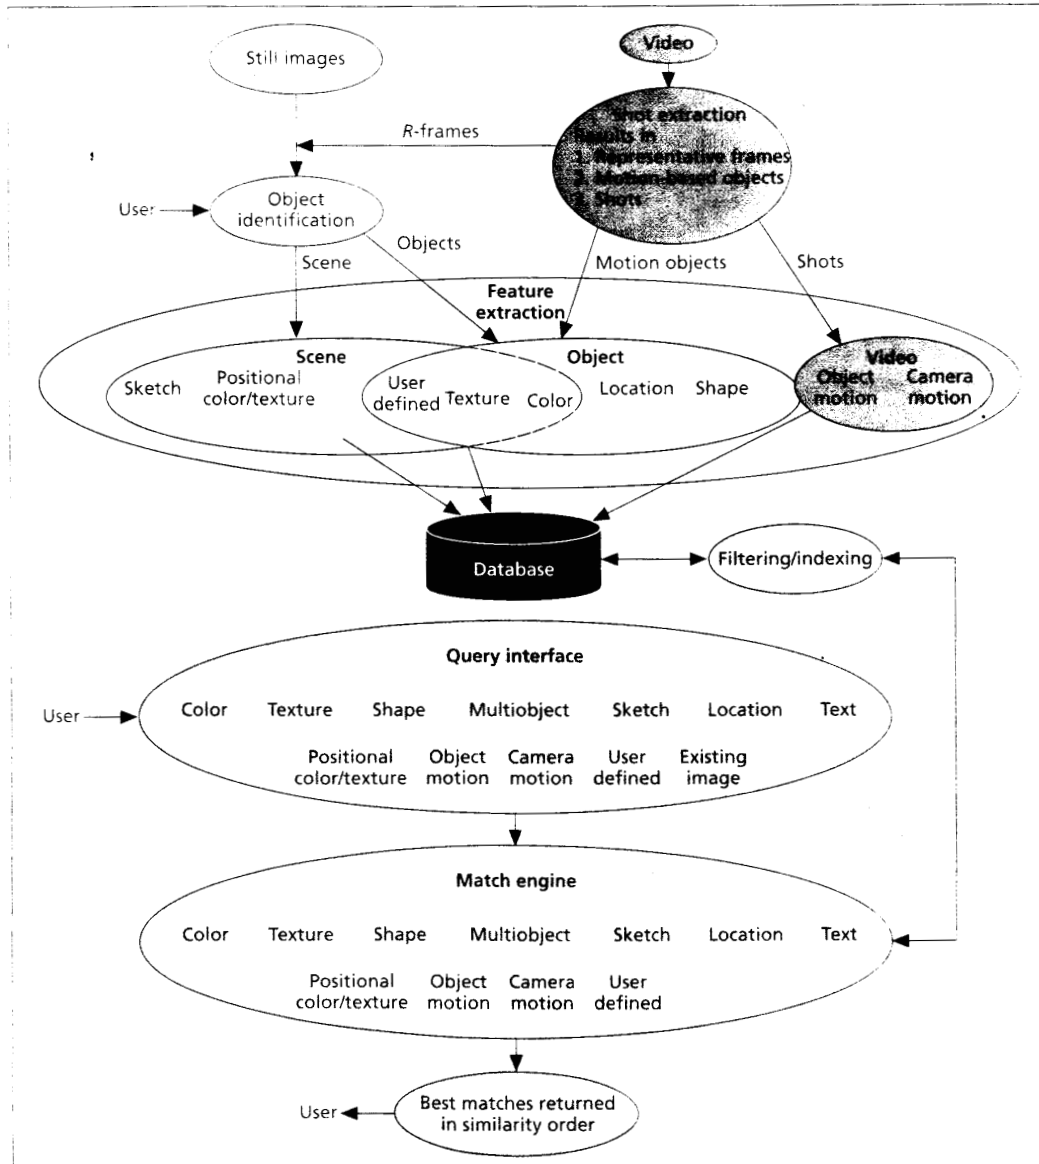 Still images
Video
Shot extraction
Results in
1. Representative frames
2. Motion-based objects
3. Shots
R-frames
User
Object
identification
Objects
Scene
Motion objects
Shots
Feature
extraction
Scene
Object
Video
Sketch
Positional
color/texture
User
defined
Texture
Color
Location
Shape
Object
motion
Camera
motion
Database
Filtering/indexing
Query interface
User
Color Texture Shape Multiobject Sketch Location Text
Positional
color/texture
Object
motion
Camera
motion
User
defined
Existing
image
Match engine
Color Texture Shape Multiobject Sketch Location Text
Positional
color/texture
Object
motion
Camera
motion
User
defined
User
Best matches returned
in similarity order